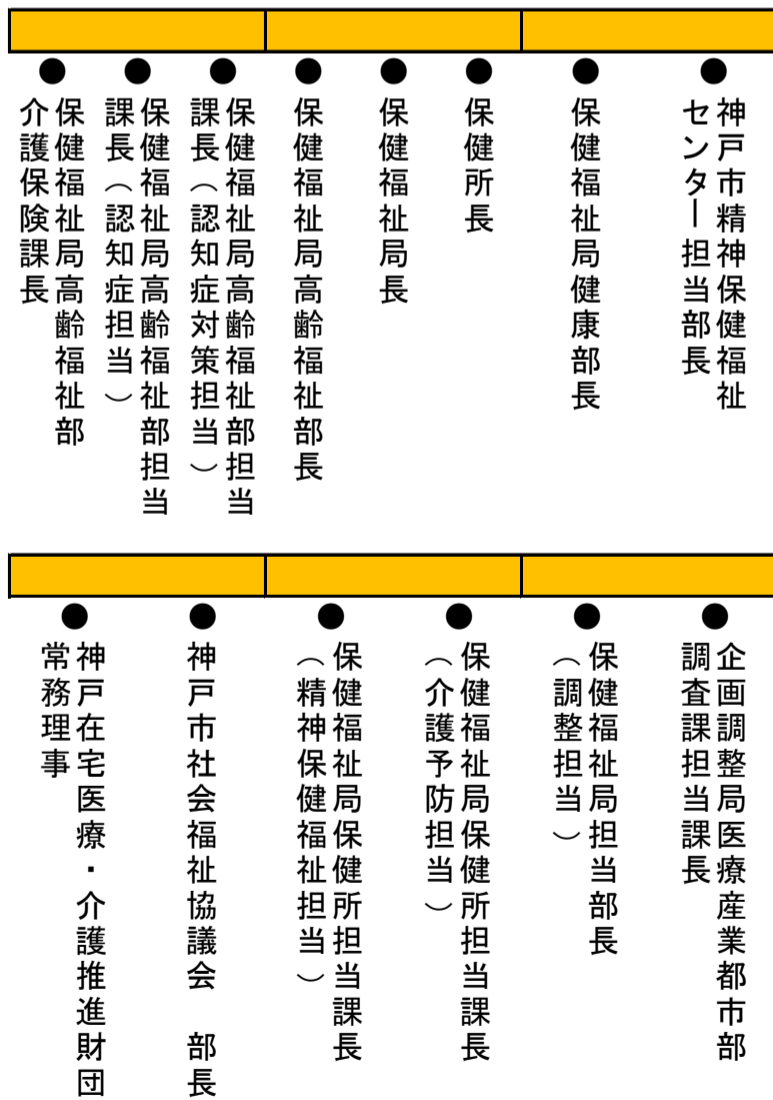 神戸市精神保健福祉
センター担当部長
保健福祉局健康部長
保健所長
保健福祉局長
保健福祉局高齢福祉部長
保健福祉局高齢福祉部担当
課長（認知症対策担当）
保健福祉局高齢福祉部担当
課長（認知症担当）
保健福祉局高齢福祉部
介護保険課長
企画調整局医療産業都市部
調査課担当課長
保健福祉局担当部長
（調整担当）
保健福祉局保健所担当課長
（介護予防担当）
保健福祉局保健所担当課長
（精神保健福祉担当）
神戸市社会福祉協議会　部長
神戸在宅医療・介護推進財団
常務理事